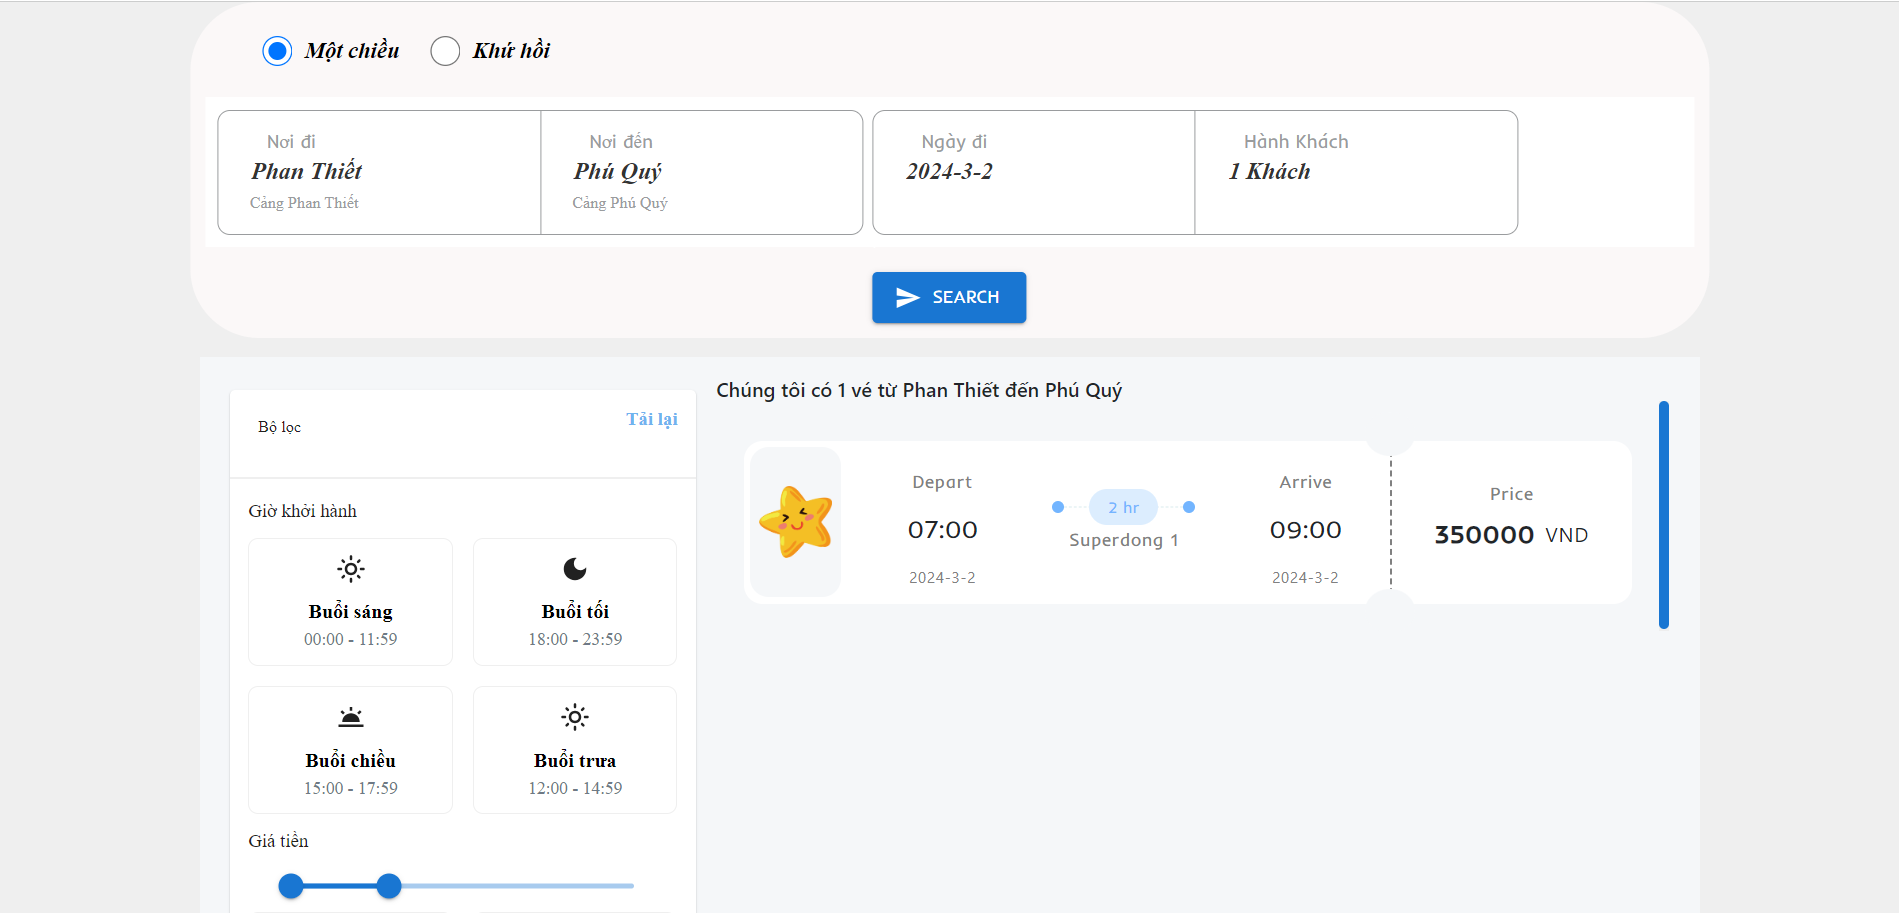 Một chiều
Khứ hồi
Nơi đi
Phan Thiết
Cảng Phan Thiết
Nơi đến
Phú Quý
Cảng Phú Quý
Ngày đi
2024-3-2
Hành Khách
1 Khách
SEARCH
Bộ lọc
Tải lại
Giờ khởi hành
Buổi sáng
00:00 - 11:59
Buổi tối
18:00 - 23:59
Buổi chiều
15:00 - 17:59
Buổi trưa
12:00 - 14:59
Giá tiền
Chúng tôi có 1 vé từ Phan Thiết đến Phú Quý
Depart
07:00
2024-3-2
2 hr
Superdong 1
Arrive
09:00
2024-3-2
Price
350000 VND